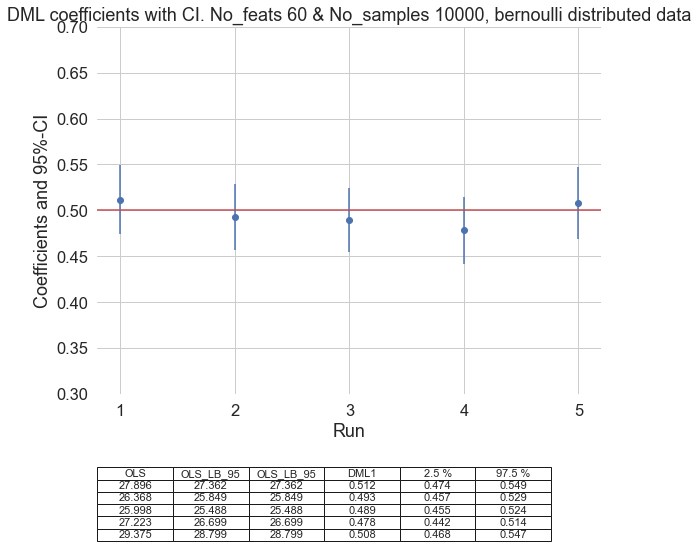 DML coefficients with CI. No_feats 60 & No_samples 10000, bernoulli distributed data
0.70
0.65
0.60
0.55
0.50
0.45
0.40
0.35
0.30
Coefficients and 95%-CI
1 2 3 4 5
Run
OLS OLS_LB_95 OLS_LB_95 DML1 2.5 % 97.5 %
27.896 27.362 27.362 0.512 0.474 0.549
26.368 25.849 25.849 0.493 0.457 0.529
25.998 25.488 25.488 0.489 0.455 0.524
27.223 26.699 26.699 0.478 0.442 0.514
29.375 28.799 28.799 0.508 0.468 0.547